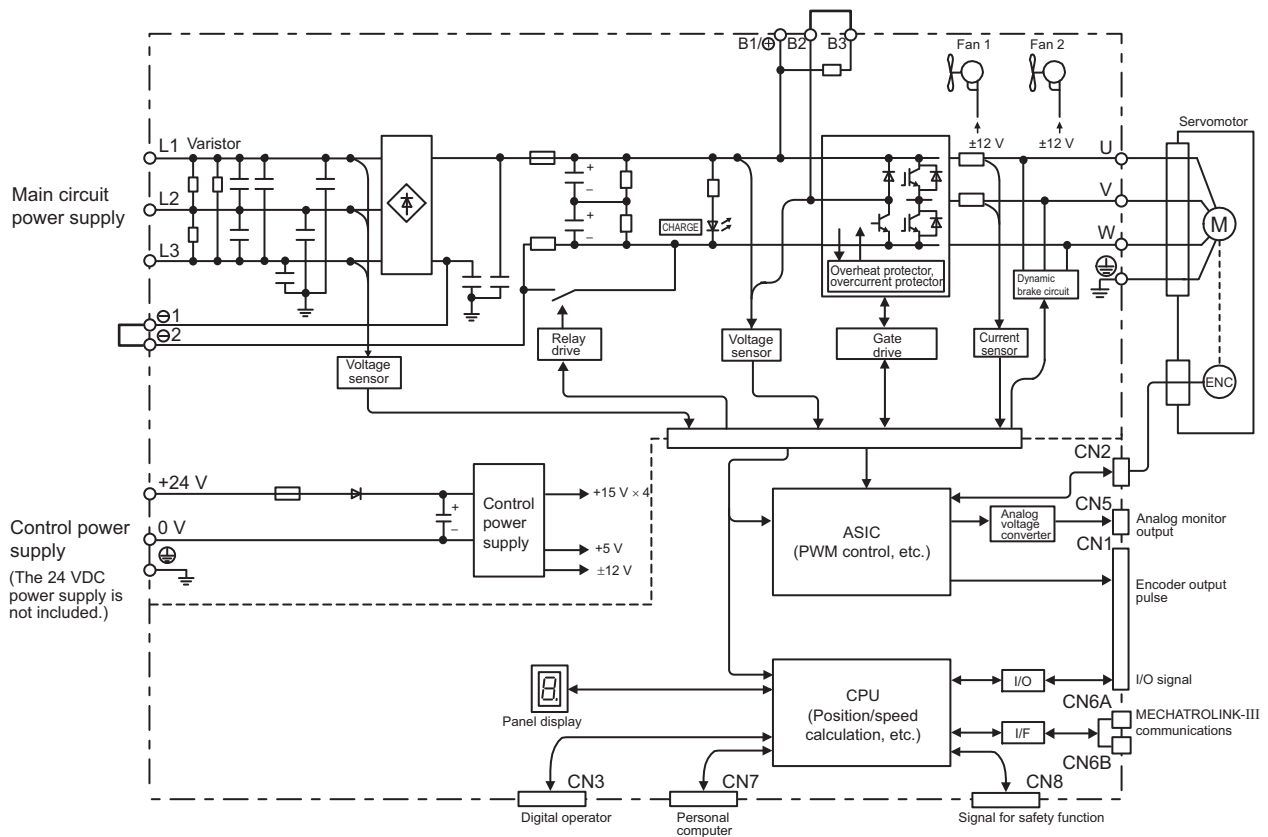 B1/⊕
B2
B3
Fan 1
Fan 2
±12 V
±12 V
Servomotor
Main circuit
power supply
L1
Varistor
L2
L3
⊖1
⊖2
+
–
+
–
CHARGE
Overheat protector,
overcurrent protector
U
V
W
M
ENC
Dynamic
brake circuit
Voltage
sensor
Relay
drive
Voltage
sensor
Gate
drive
Current
sensor
Control power
supply
(The 24 VDC
power supply is
not included.)
+24 V
0 V
+
–
Control
power
supply
+15 V × 4
+5 V
±12 V
ASIC
(PWM control, etc.)
Analog
voltage
converter
CN2
CN5
Analog monitor
output
CN1
Encoder output
pulse
I/O signal
CPU
(Position/speed
calculation, etc.)
I/O
I/F
CN6A
MECHATROLINK-III
communications
CN6B
8.
Panel display
CN3
Digital operator
CN7
Personal
computer
CN8
Signal for safety function